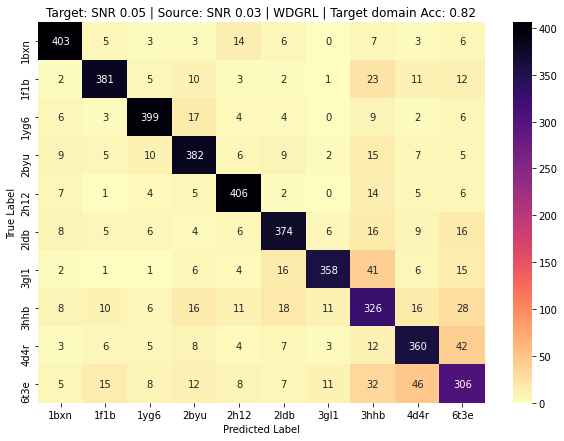 Target: SNR 0.05 | Source: SNR 0.03 | WDGRL | Target domain Acc: 0.82
True Label
1bxn 403 5 3 3 14 6 0 7 3 6
1f1b 2 381 5 10 3 2 1 23 11 12
1yg6 6 3 399 17 4 4 0 9 2 6
2byu 9 5 10 382 6 9 2 15 7 5
2h12 7 1 4 5 406 2 0 14 5 6
2ldb 8 5 6 4 6 374 6 16 9 16
3gl1 2 1 1 6 4 16 358 41 6 15
3hhb 8 10 6 16 11 18 11 326 16 28
4d4r 3 6 5 8 4 7 3 12 360 42
6t3e 5 15 8 12 8 7 11 32 46 306
1bxn 1f1b 1yg6 2byu 2h12 2ldb 3gl1 3hhb 4d4r 6t3e
Predicted Label
400
350
300
250
200
150
100
50
0